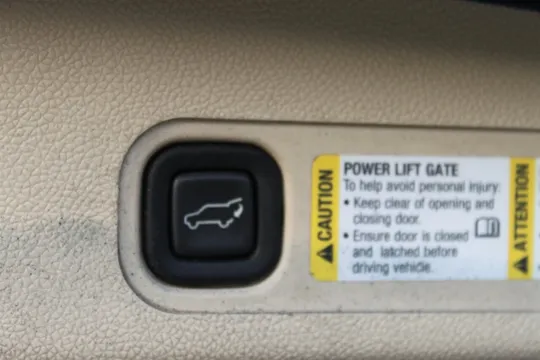 CAUTION
POWER LIFT GATE
To help avoid personal injury:
• Keep clear of opening and
closing door.
• Ensure door is closed
and latched before
driving vehicle.
ATTENTION